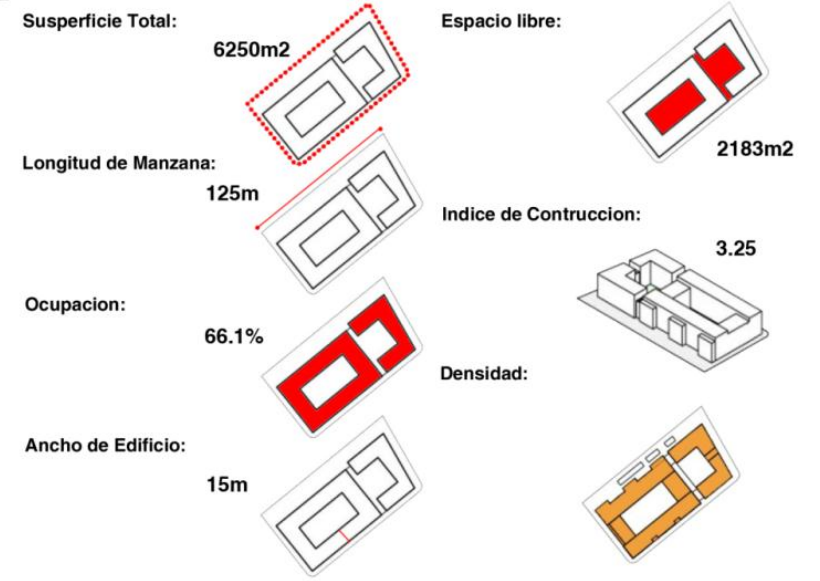 Susperficie Total:
6250m2
Longitud de Manzana:
125m
Ocupacion:
66.1%
Ancho de Edificio:
15m
Espacio libre:
2183m2
Indice de Contruccion:
3.25
Densidad: